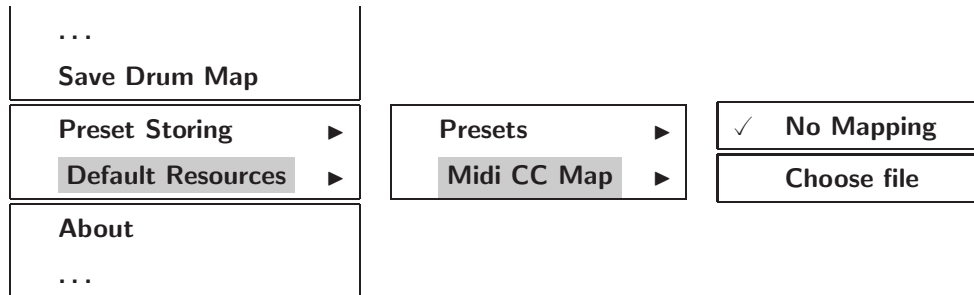 ...
Save Drum Map
Preset Storing ▶
Default Resources ▶
About
...
Presets ▶
Midi CC Map ▶
✓ No Mapping
Choose file